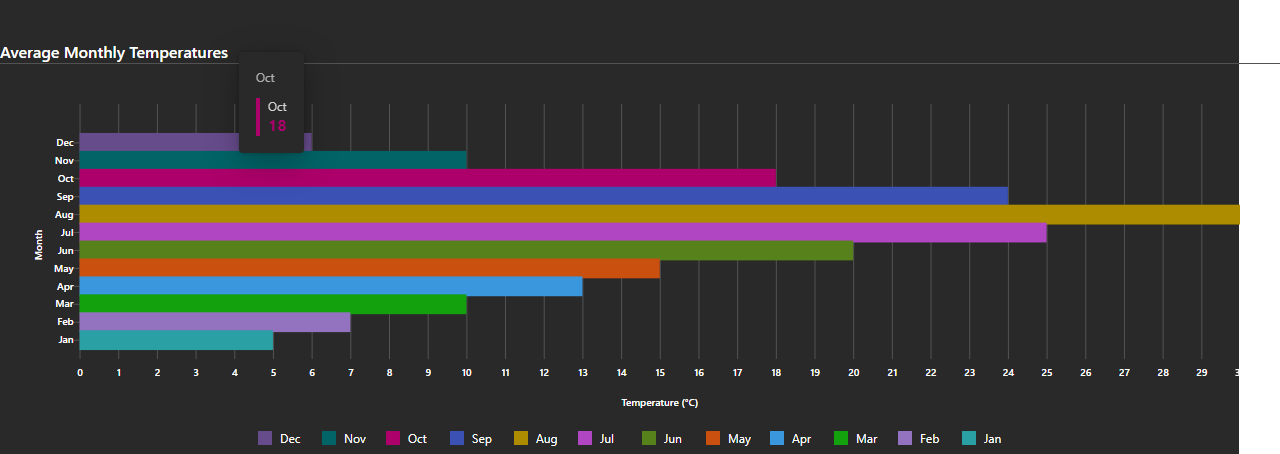 Average Monthly Temperatures
Oct
Oct
18
Dec
Nov
Oct
Sep
Aug
Jul
Jun
May
Apr
Mar
Feb
Jan
Month
0 1 2 3 4 5 6 7 8 9 10 11 12 13 14 15 16 17 18 19 20 21 22 23 24 25 26 27 28 29
Temperature (°C)
Dec Nov Oct Sep Aug Jul Jun May Apr Mar Feb Jan